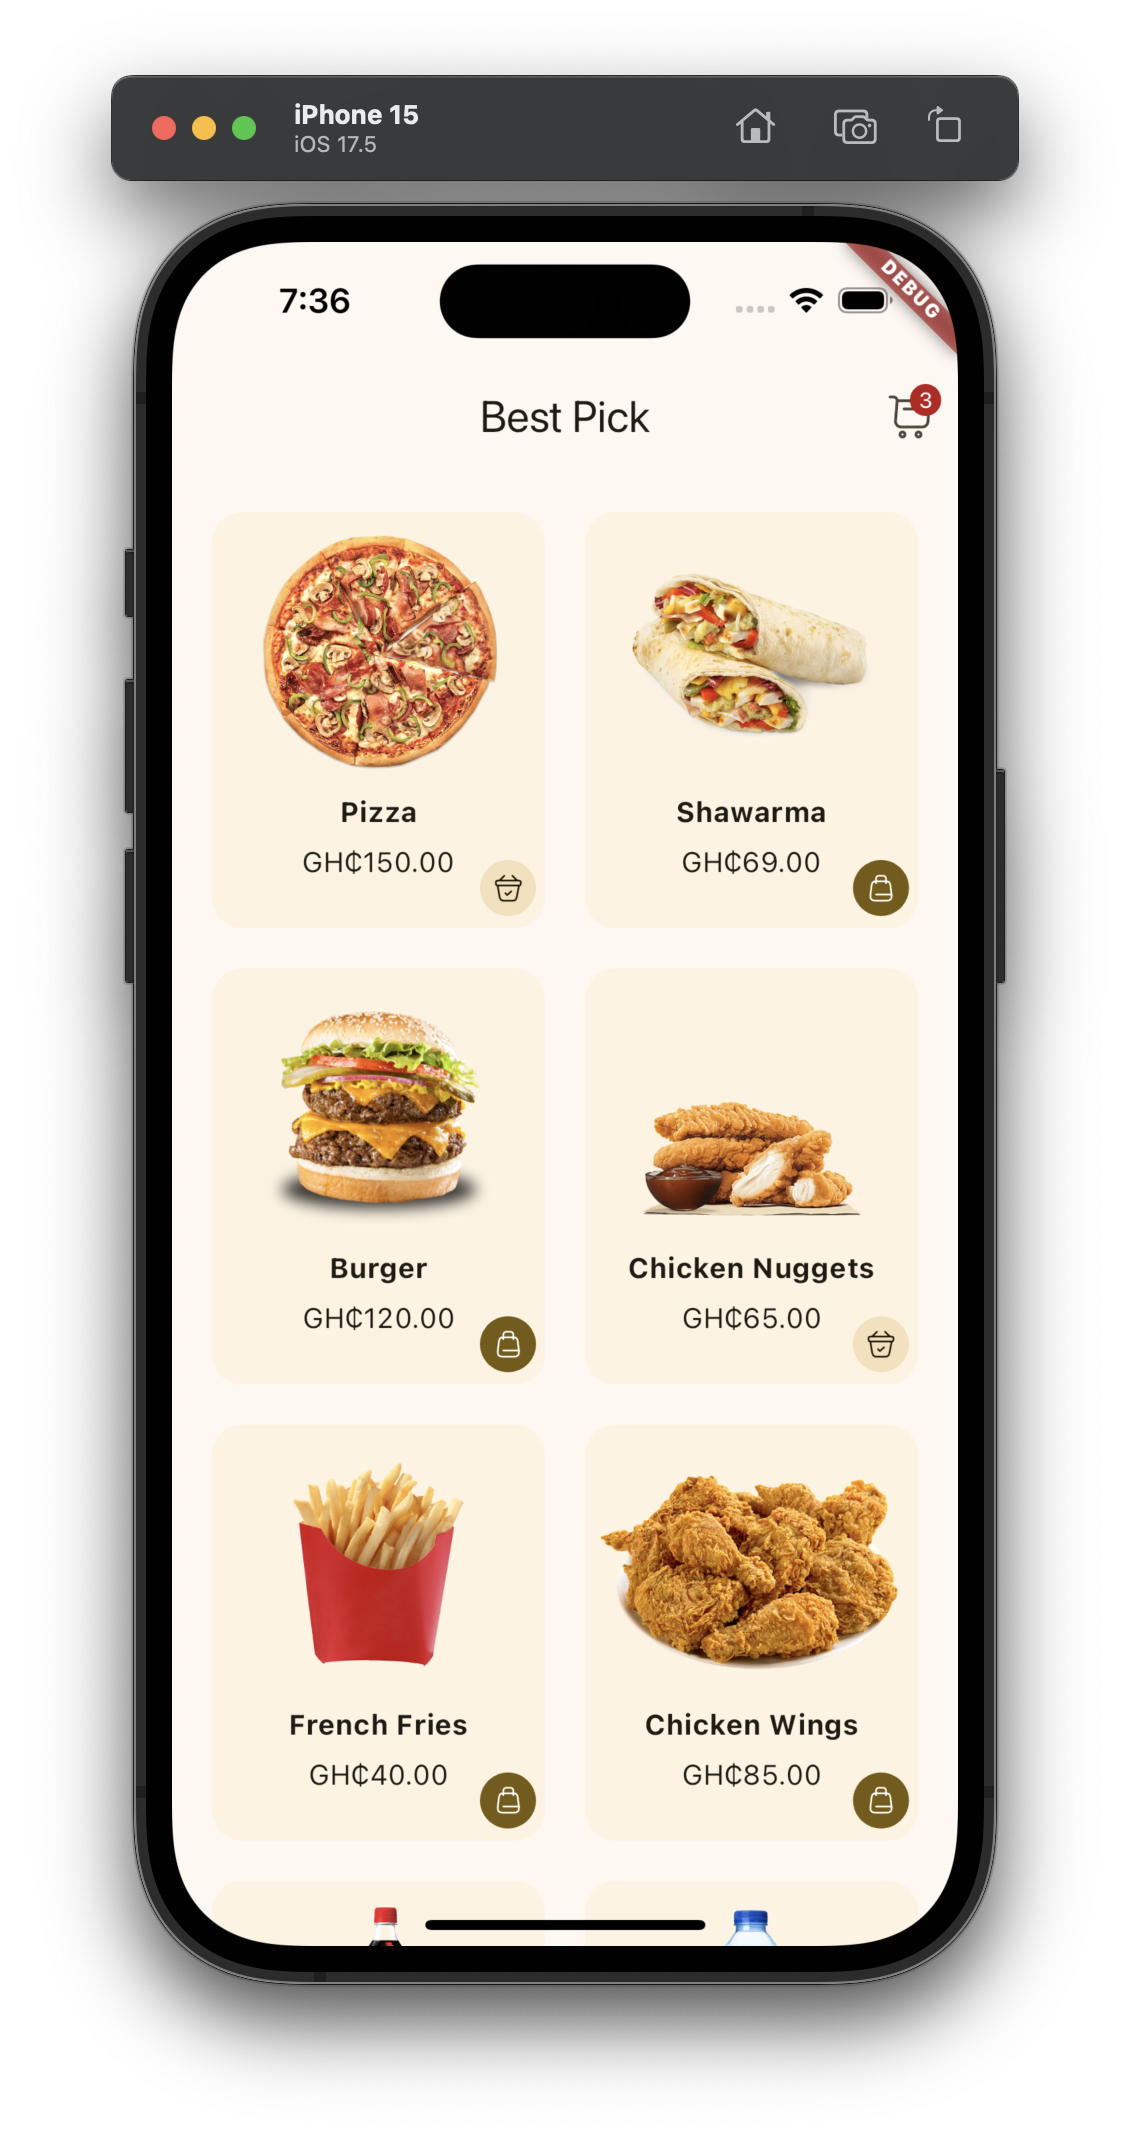 iPhone 15
iOS 17.5
7:36
DEBUG
Best Pick
3
Pizza
GH₵150.00
Shawarma
GH₵69.00
Burger
GH₵120.00
Chicken Nuggets
GH₵65.00
French Fries
GH₵40.00
Chicken Wings
GH₵85.00